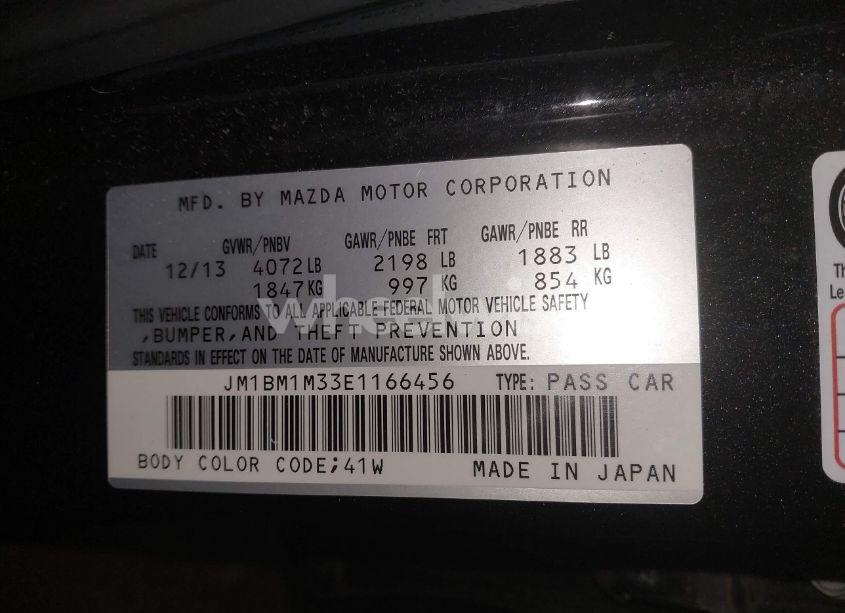 MFD. BY MAZDA MOTOR CORPORATION
DATE GVWR/PNBV GAWR/PNBE FRT GAWR/PNBE RR
12/13 4072 LB 2198 LB 1883 LB
1847 KG 997 KG 854 KG
THIS VEHICLE CONFORMS TO ALL APPLICABLE FEDERAL MOTOR VEHICLE SAFETY
,BUMPER,AND THEFT PREVENTION
STANDARDS IN EFFECT ON THE DATE OF MANUFACTURE SHOWN ABOVE.
JM1BM1M33E1166456 TYPE: PASS CAR
BODY COLOR CODE;41W MADE IN JAPAN